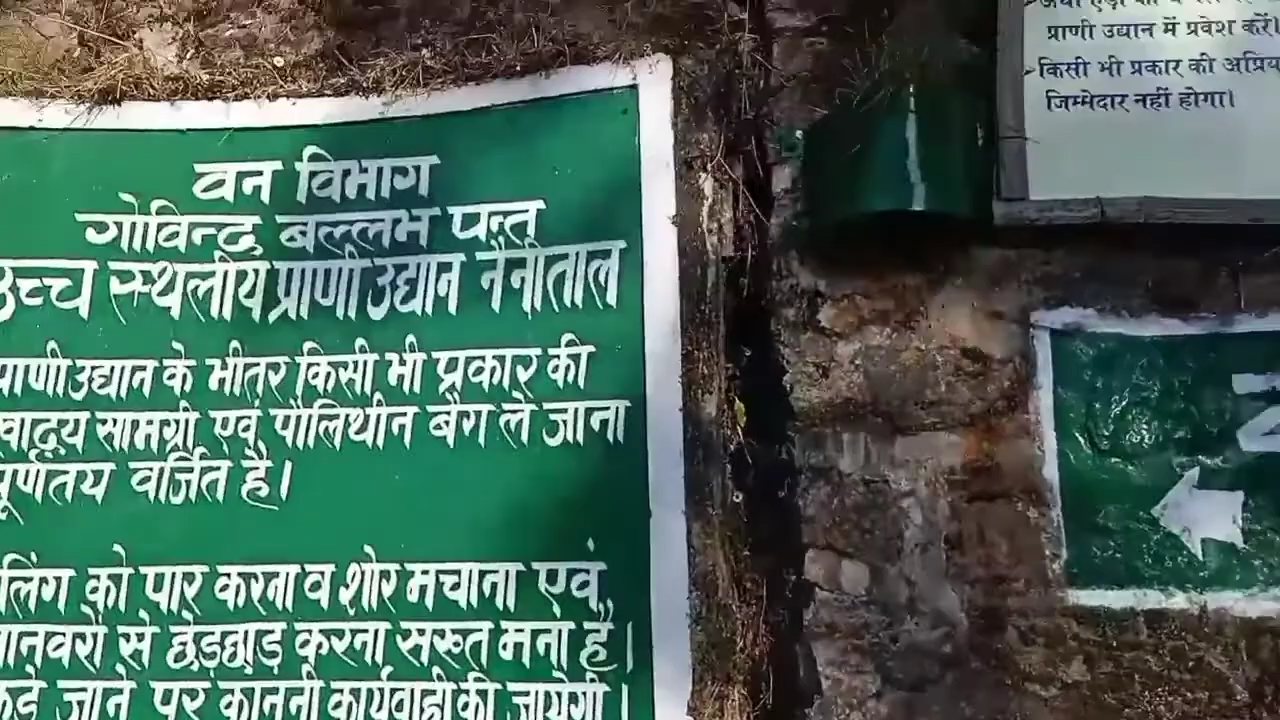 वन विभाग
गोविन्द बल्लभ पन्त
उच्च स्थलीय प्राणी उद्यान नैनीताल
प्राणी उद्यान के भीतर किसी भी प्रकार की
खाद्य सामग्री एवं पौलिथीन बैग ले जाना
पूर्णतय वर्जित है।
लिंग को पार करना व शोर मचाना एवं
जानवरों से छेड़छाड़ करना सख्त मना है।
जाने पर कानूनी कार्यवाही की जायेगी।
प्राणी उद्यान में प्रवेश करें।
किसी भी प्रकार की अप्रिय
जिम्मेदार नहीं होगा।